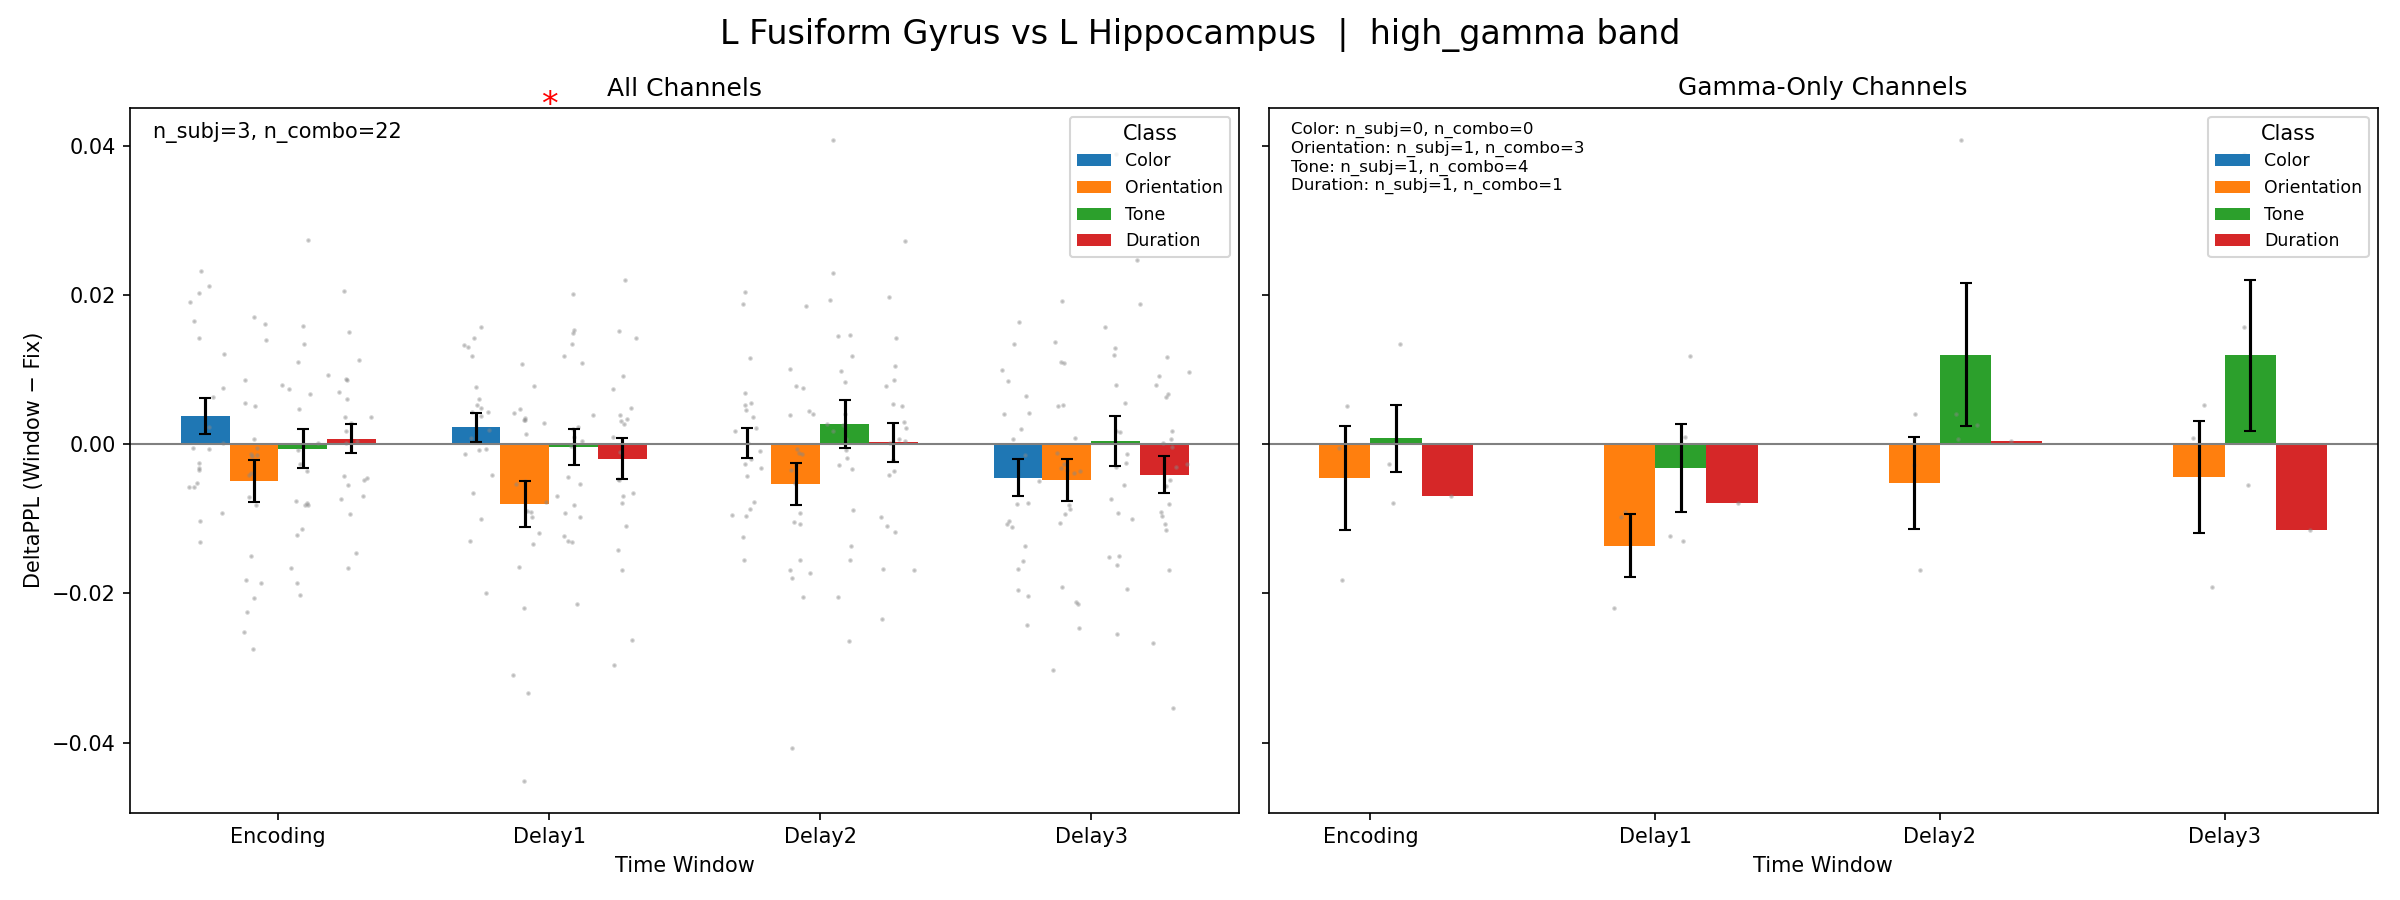 L Fusiform Gyrus vs L Hippocampus | high_gamma band
All Channels
*
n_subj=3, n_combo=22
Class
Color
Orientation
Tone
Duration
0.04
0.02
0.00
−0.02
−0.04
DeltaPPL (Window − Fix)
Encoding
Delay1
Delay2
Delay3
Time Window
Gamma-Only Channels
Color: n_subj=0, n_combo=0
Orientation: n_subj=1, n_combo=3
Tone: n_subj=1, n_combo=4
Duration: n_subj=1, n_combo=1
Class
Color
Orientation
Tone
Duration
Encoding
Delay1
Delay2
Delay3
Time Window